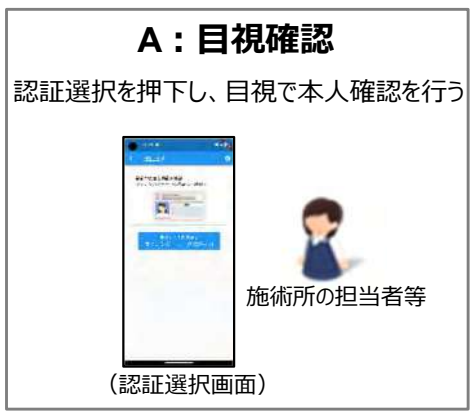 A：目視確認
認証選択を押下し、目視で本人確認を行う
施術所の担当者等
（認証選択画面）